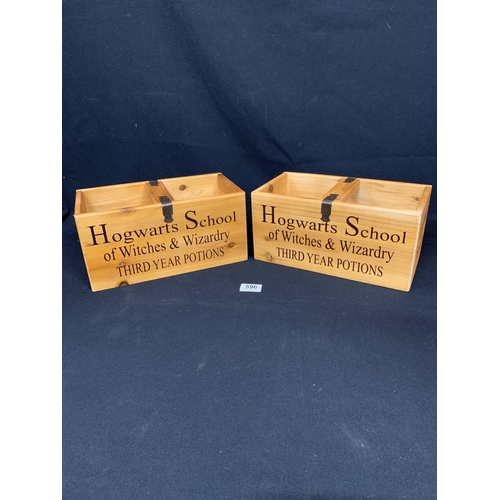 Hogwarts School
of Witches & Wizardry
THIRD YEAR POTIONS
Hogwarts School
of Witches & Wizardry
THIRD YEAR POTIONS
596